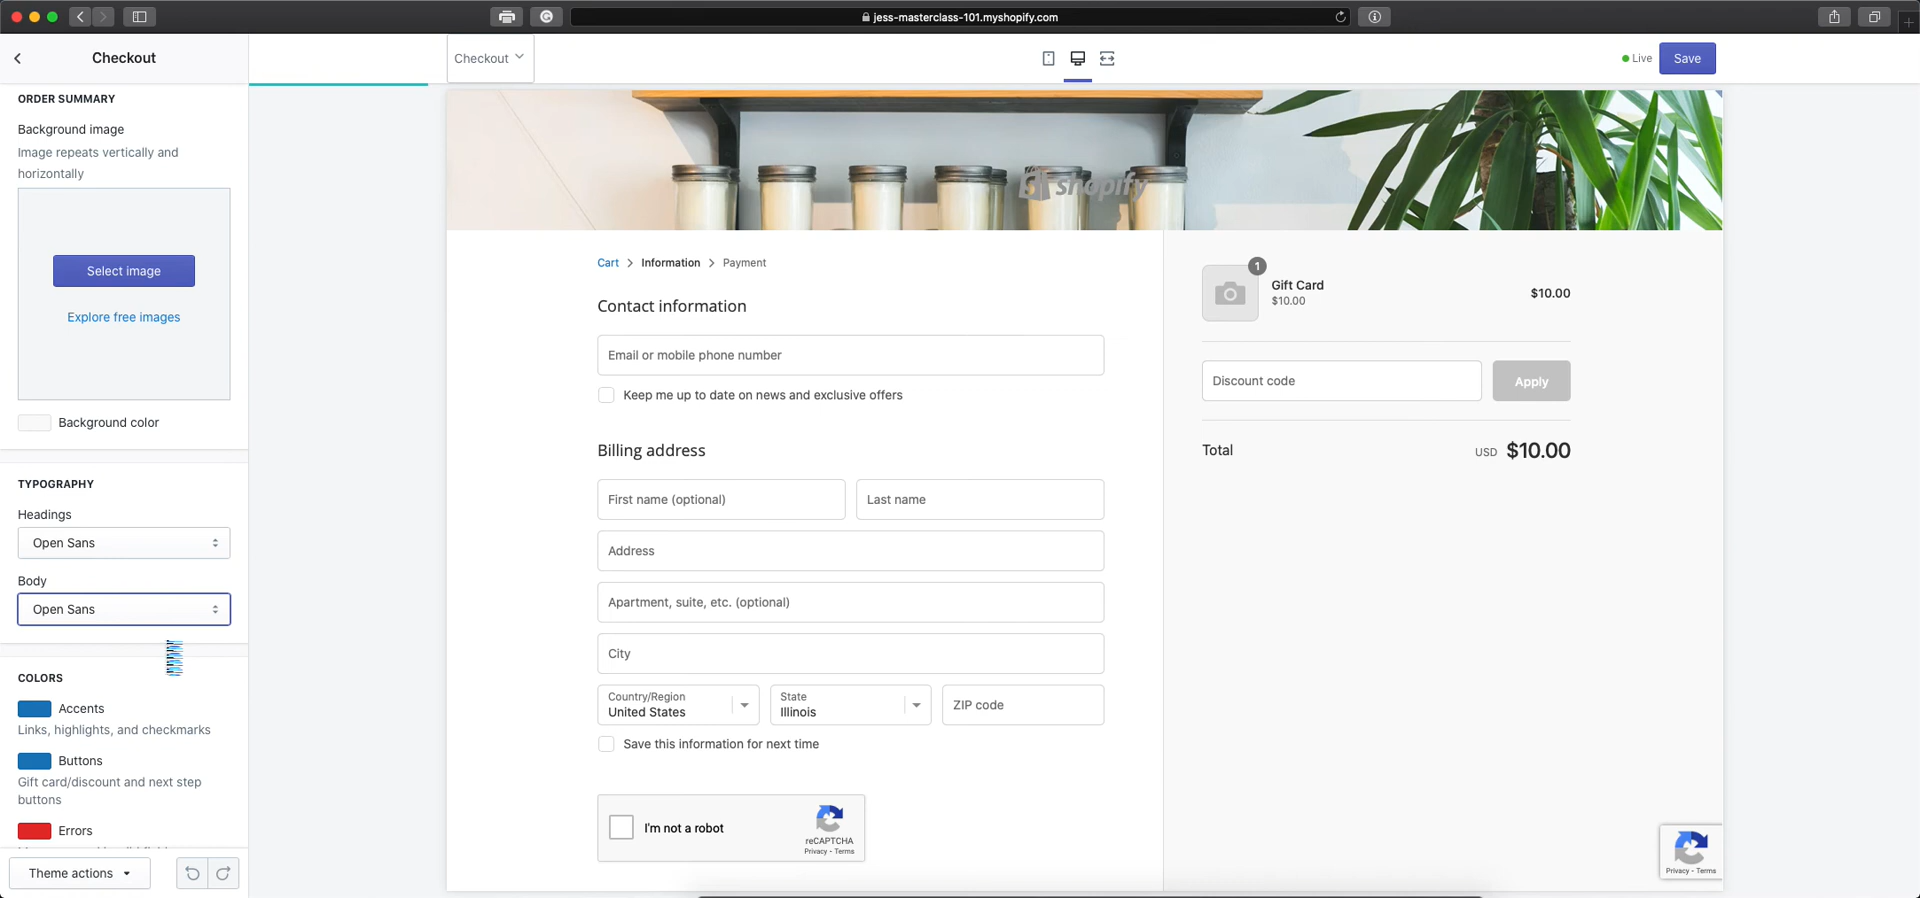 jess-masterclass-101.myshopify.com
Checkout
Checkout
Live
Save
ORDER SUMMARY
Background image
Image repeats vertically and
horizontally
Select image
Explore free images
Background color
TYPOGRAPHY
Headings
Open Sans
Body
Open Sans
COLORS
Accents
Links, highlights, and checkmarks
Buttons
Gift card/discount and next step
buttons
Errors
Theme actions
shopify
Cart > Information > Payment
Contact information
Email or mobile phone number
Keep me up to date on news and exclusive offers
Billing address
First name (optional)
Last name
Address
Apartment, suite, etc. (optional)
City
Country/Region
United States
State
Illinois
ZIP code
Save this information for next time
I'm not a robot
reCAPTCHA
Privacy - Terms
1
Gift Card
$10.00
$10.00
Discount code
Apply
Total
USD $10.00
Privacy - Terms